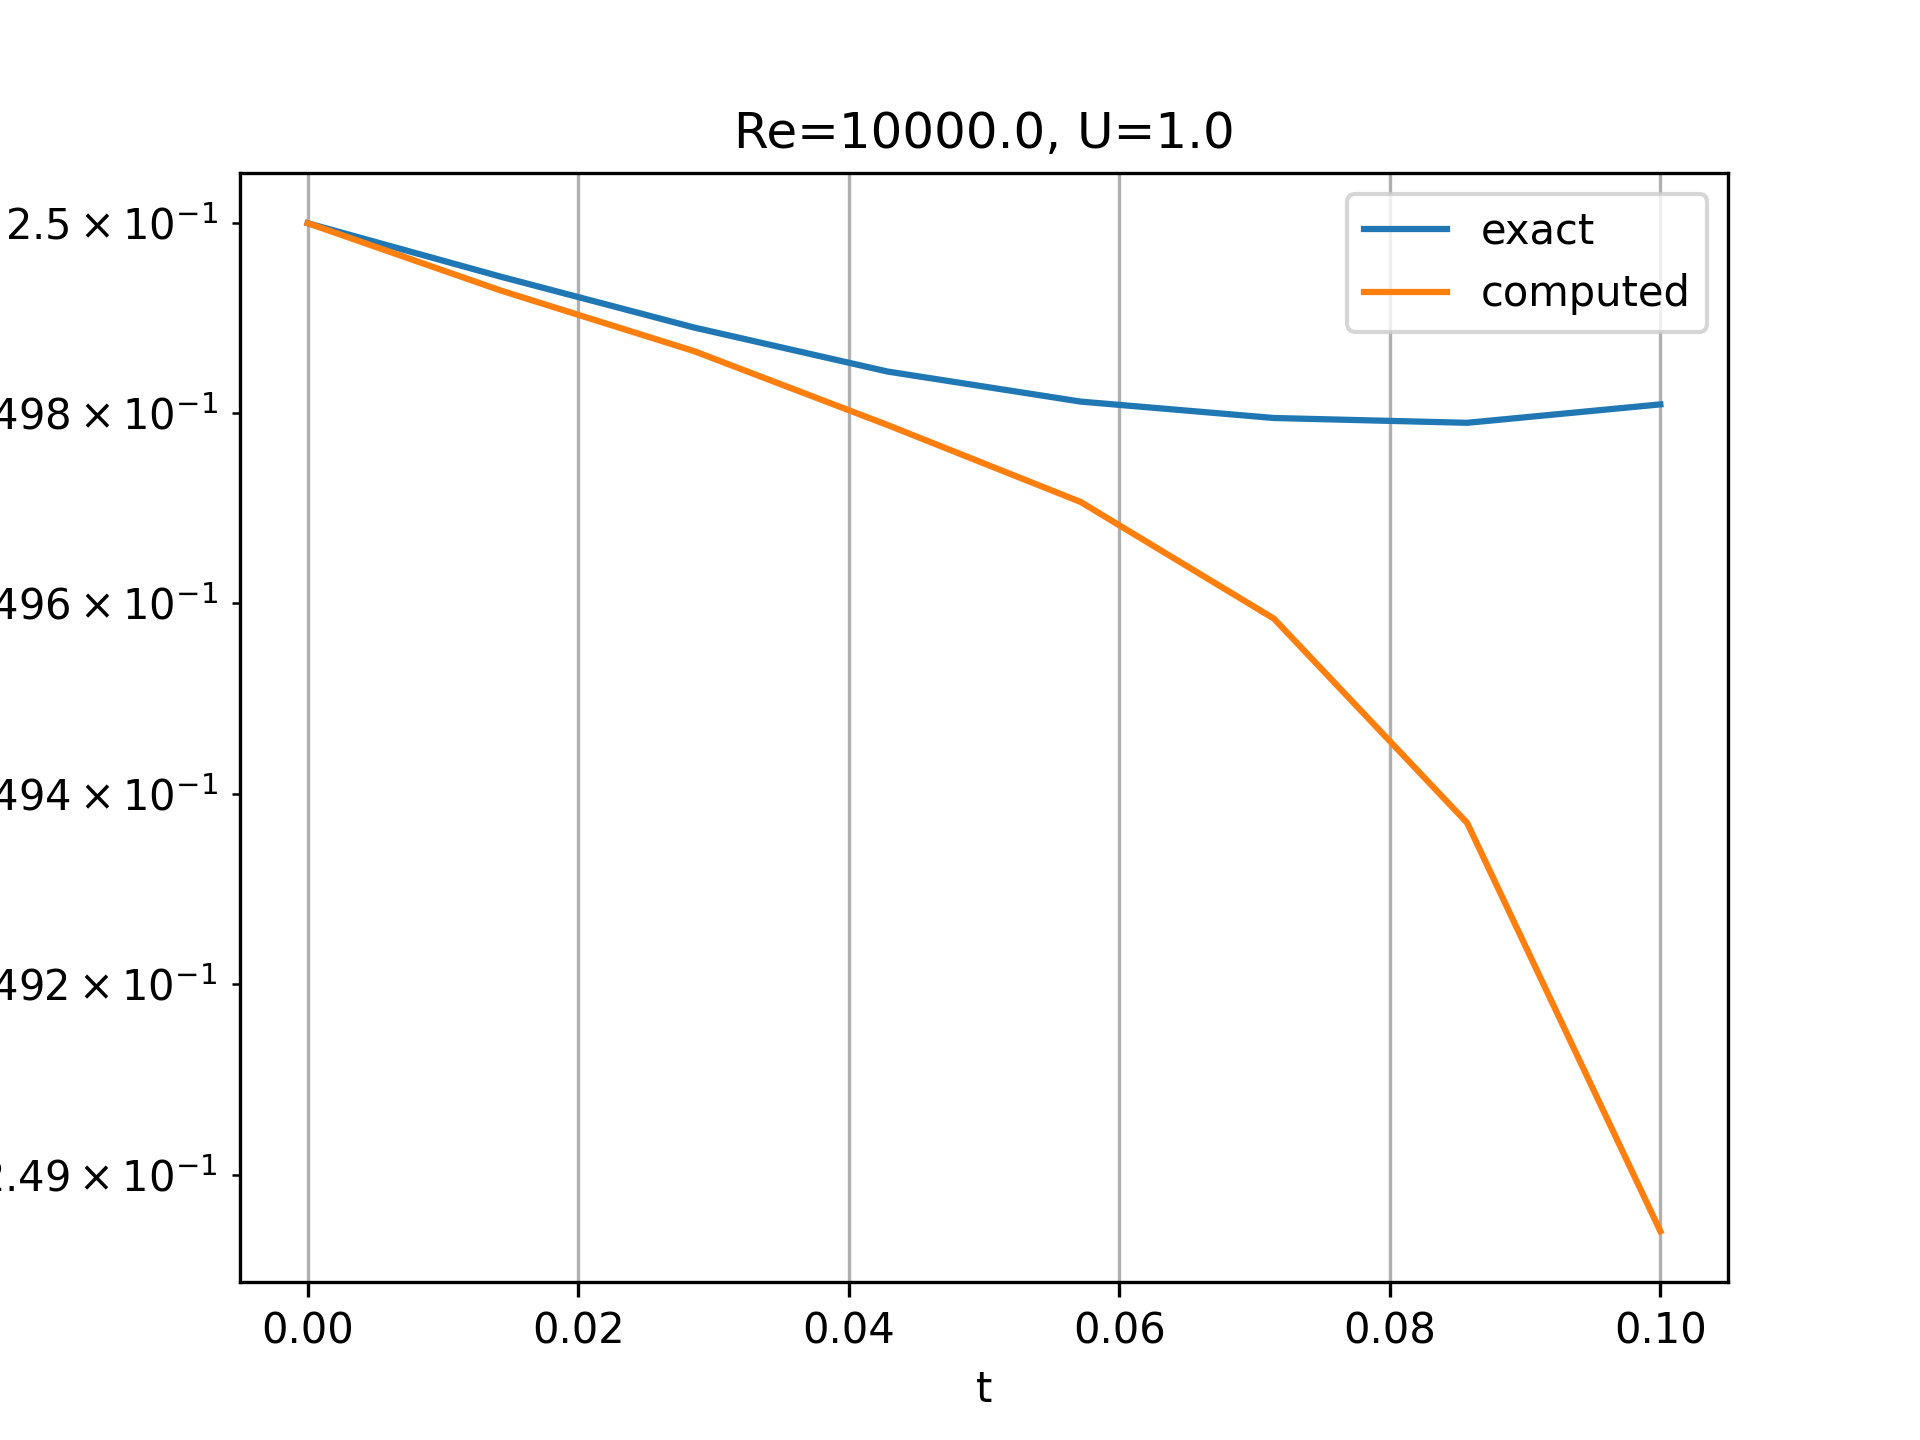 Re=10000.0, U=1.0
exact
computed
2.5 × 10⁻¹
498 × 10⁻¹
496 × 10⁻¹
494 × 10⁻¹
492 × 10⁻¹
.49 × 10⁻¹
0.00 0.02 0.04 0.06 0.08 0.10
t